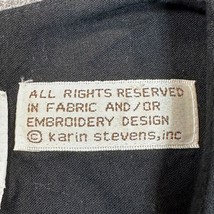 ALL RIGHTS RESERVED
IN FABRIC AND/OR
EMBROIDERY DESIGN
© karin stevens, inc